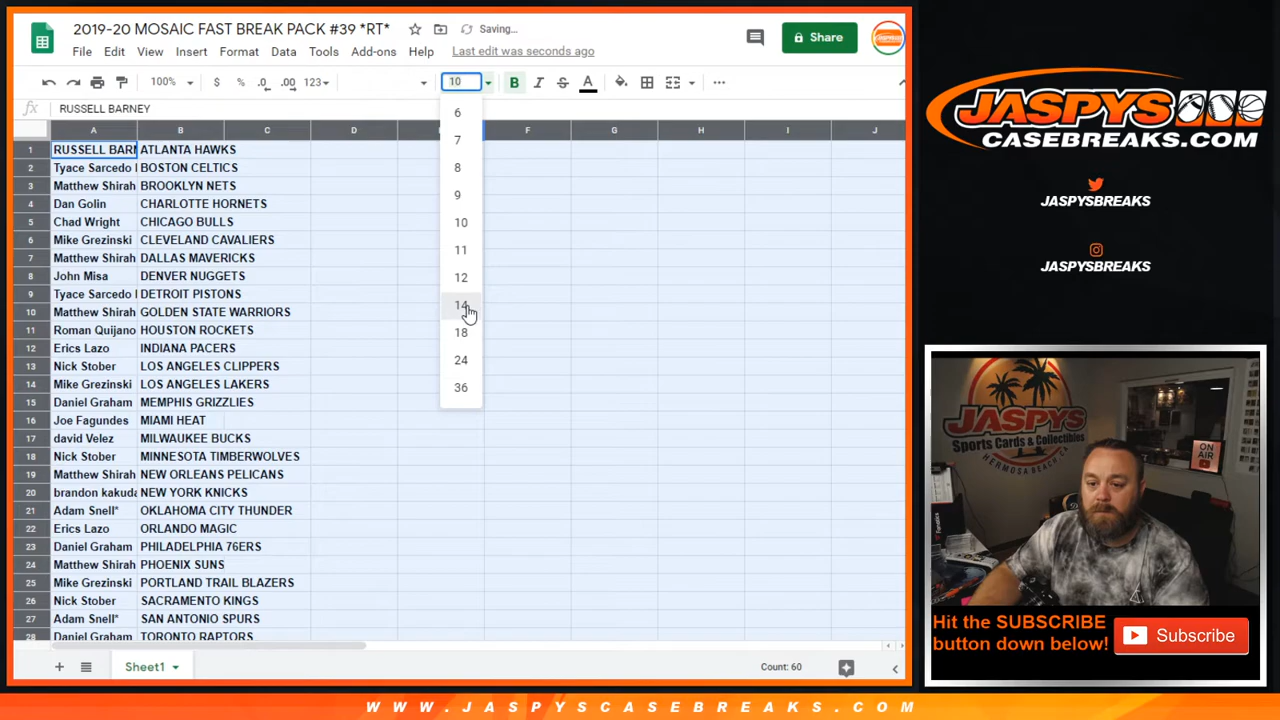 2019-20 MOSAIC FAST BREAK PACK #39 *RT*
Saving...
Share
File Edit View Insert Format Data Tools Add-ons Help Last edit was seconds ago
100% $ % .0 .00 123 10 B I S A
fx RUSSELL BARNEY
A B C D F G H I J
1 RUSSELL BARN ATLANTA HAWKS
2 Tyace Sarcedo BOSTON CELTICS
3 Matthew Shirah BROOKLYN NETS
4 Dan Golin CHARLOTTE HORNETS
5 Chad Wright CHICAGO BULLS
6 Mike Grezinski CLEVELAND CAVALIERS
7 Matthew Shirah DALLAS MAVERICKS
8 John Misa DENVER NUGGETS
9 Tyace Sarcedo DETROIT PISTONS
10 Matthew Shirah GOLDEN STATE WARRIORS
11 Roman Quijano HOUSTON ROCKETS
12 Erics Lazo INDIANA PACERS
13 Nick Stober LOS ANGELES CLIPPERS
14 Mike Grezinski LOS ANGELES LAKERS
15 Daniel Graham MEMPHIS GRIZZLIES
16 Joe Fagundes MIAMI HEAT
17 david Velez MILWAUKEE BUCKS
18 Nick Stober MINNESOTA TIMBERWOLVES
19 Matthew Shirah NEW ORLEANS PELICANS
20 brandon kakuda NEW YORK KNICKS
21 Adam Snell* OKLAHOMA CITY THUNDER
22 Erics Lazo ORLANDO MAGIC
23 Daniel Graham PHILADELPHIA 76ERS
24 Matthew Shirah PHOENIX SUNS
25 Mike Grezinski PORTLAND TRAIL BLAZERS
26 Nick Stober SACRAMENTO KINGS
27 Adam Snell* SAN ANTONIO SPURS
28 Daniel Graham TORONTO RAPTORS
6
7
8
9
10
11
12
14
18
24
36
Sheet1
Count: 60
JASPYS
CASEBREAKS.COM
JASPYSBREAKS
JASPYSBREAKS
JASPYS
Sports Cards & Collectibles
HERMOSA BEACH, CA
ON
AIR
Hit the SUBSCRIBE
button down below!
Subscribe
WWW.JASPYSCASEBREAKS.COM